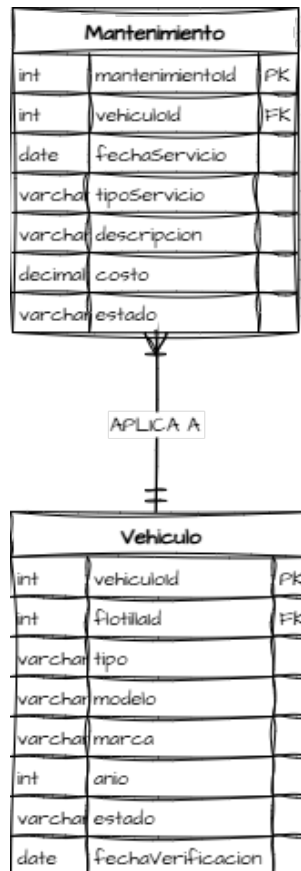 Mantenimiento
int mantenimientoId PK
int vehiculoId FK
date fechaServicio
varchar tipoServicio
varchar descripcion
decimal costo
varchar estado
APLICA A
Vehiculo
int vehiculoId PK
int flotillaId FK
varchar tipo
varchar modelo
varchar marca
int anio
varchar estado
date fechaVerificacion